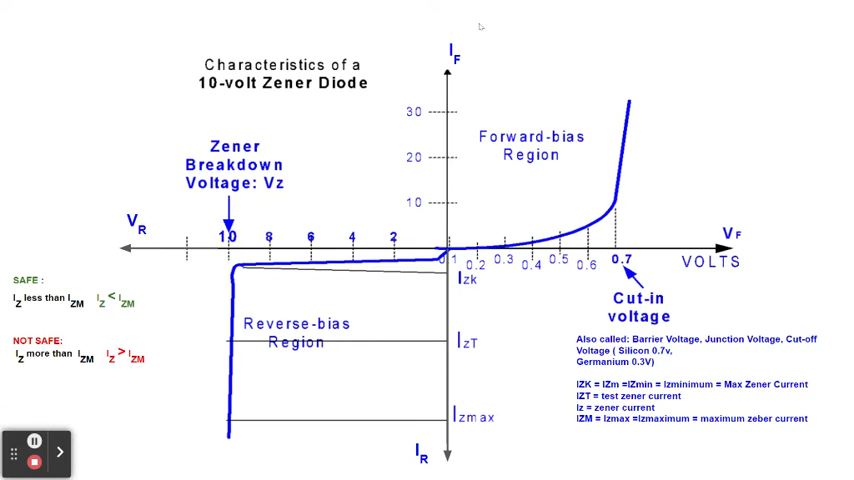 Characteristics of a
10-volt Zener Diode
IF
30
20
10
Forward-bias
Region
Zener
Breakdown
Voltage: Vz
VR
10 8 6 4 2
0.1 0.2 0.3 0.4 0.5 0.6 0.7
VF
VOLTS
Cut-in
voltage
SAFE :
IZ less than IZM IZ < IZM
NOT SAFE:
IZ more than IZM IZ > IZM
Reverse-bias
Region
Izk
IzT
Izmax
IR
Also called: Barrier Voltage, Junction Voltage, Cut-off
Voltage ( Silicon 0.7v,
Germanium 0.3V)
IZK = IZm =IZmin = Izminimum = Max Zener Current
IZT = test zener current
Iz = zener current
IZM = Izmax =Izmaximum = maximum zeber current